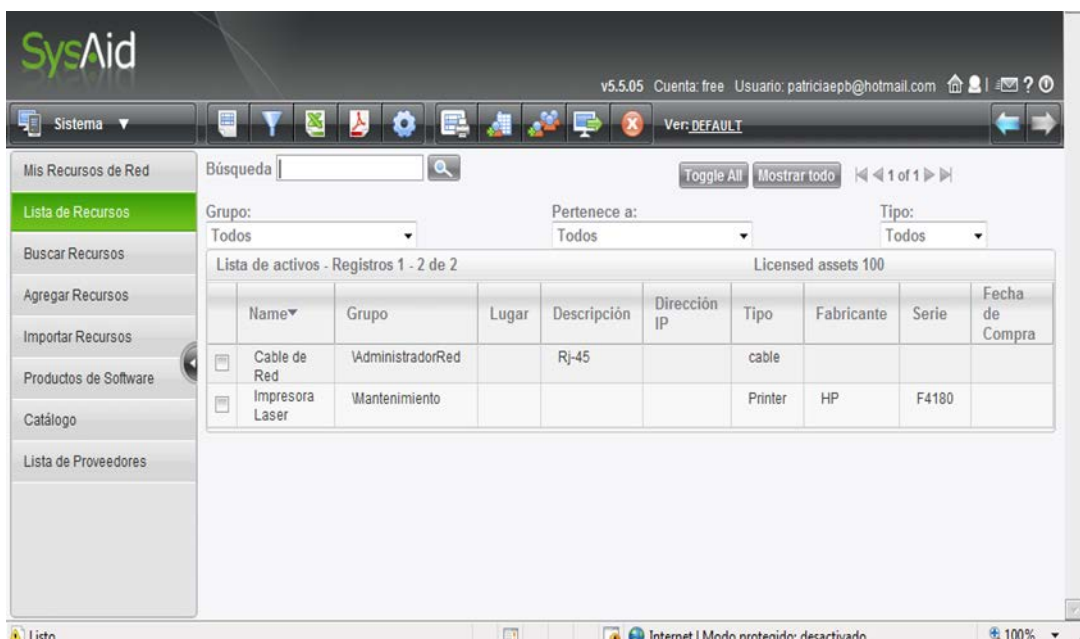 SysAid
v5.5.05 Cuenta: free Usuario: patriciaepb@hotmail.com ?
Sistema ▼
Ver: DEFAULT
Mis Recursos de Red
Lista de Recursos
Buscar Recursos
Agregar Recursos
Importar Recursos
Productos de Software
Catálogo
Lista de Proveedores
Búsqueda
Toggle All Mostrar todo 1 of 1
Grupo: Pertenece a: Tipo:
Todos Todos Todos
Lista de activos - Registros 1 - 2 de 2 Licensed assets 100
Name▼ Grupo Lugar Descripción Dirección IP Tipo Fabricante Serie Fecha de Compra
Cable de Red \AdministradorRed Rj-45 cable
Impresora Laser \Mantenimiento Printer HP F4180
Listo Internet | Modo protegido: desactivado 100%